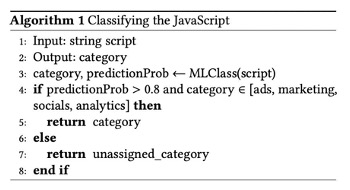 Algorithm 1 Classifying the JavaScript
1: Input: string script
2: Output: category
3: category, predictionProb ← MLClass(script)
4: if predictionProb > 0.8 and category ∈ [ads, marketing,
socials, analytics] then
5: return category
6: else
7: return unassigned_category
8: end if